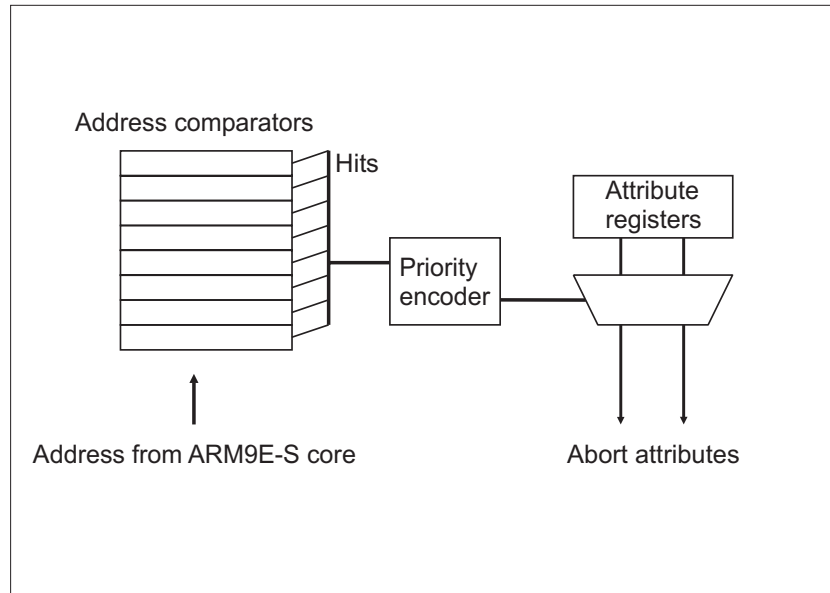 Address comparators
Hits
Attribute
registers
Priority
encoder
Address from ARM9E-S core
Abort attributes